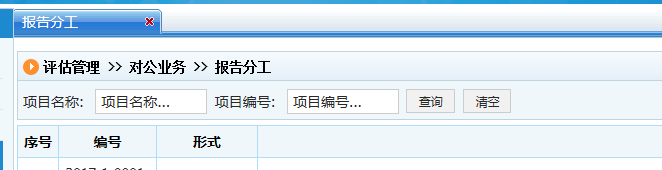 报告分工
评估管理 >> 对公业务 >> 报告分工
项目名称: 项目名称... 项目编号: 项目编号... 查询 清空
序号 编号 形式